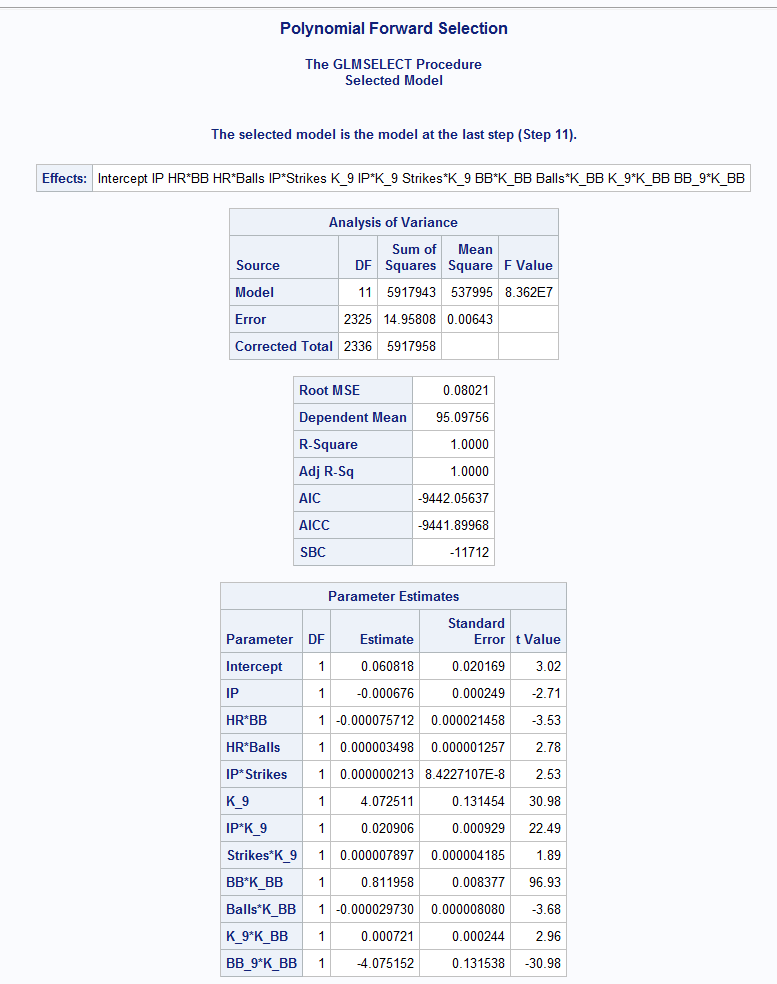 Polynomial Forward Selection
The GLMSELECT Procedure
Selected Model
The selected model is the model at the last step (Step 11).
Effects: Intercept IP HR*BB HR*Balls IP*Strikes K_9 IP*K_9 Strikes*K_9 BB*K_BB Balls*K_BB K_9*K_BB BB_9*K_BB
Analysis of Variance
Source DF Sum of Squares Mean Square F Value
Model 11 5917943 537995 8.362E7
Error 2325 14.95808 0.00643
Corrected Total 2336 5917958
Root MSE 0.08021
Dependent Mean 95.09756
R-Square 1.0000
Adj R-Sq 1.0000
AIC -9442.05637
AICC -9441.89968
SBC -11712
Parameter Estimates
Parameter DF Estimate Standard Error t Value
Intercept 1 0.060818 0.020169 3.02
IP 1 -0.000676 0.000249 -2.71
HR*BB 1 -0.000075712 0.000021458 -3.53
HR*Balls 1 0.000003498 0.000001257 2.78
IP*Strikes 1 0.000000213 8.4227107E-8 2.53
K_9 1 4.072511 0.131454 30.98
IP*K_9 1 0.020906 0.000929 22.49
Strikes*K_9 1 0.000007897 0.000004185 1.89
BB*K_BB 1 0.811958 0.008377 96.93
Balls*K_BB 1 -0.000029730 0.000008080 -3.68
K_9*K_BB 1 0.000721 0.000244 2.96
BB_9*K_BB 1 -4.075152 0.131538 -30.98